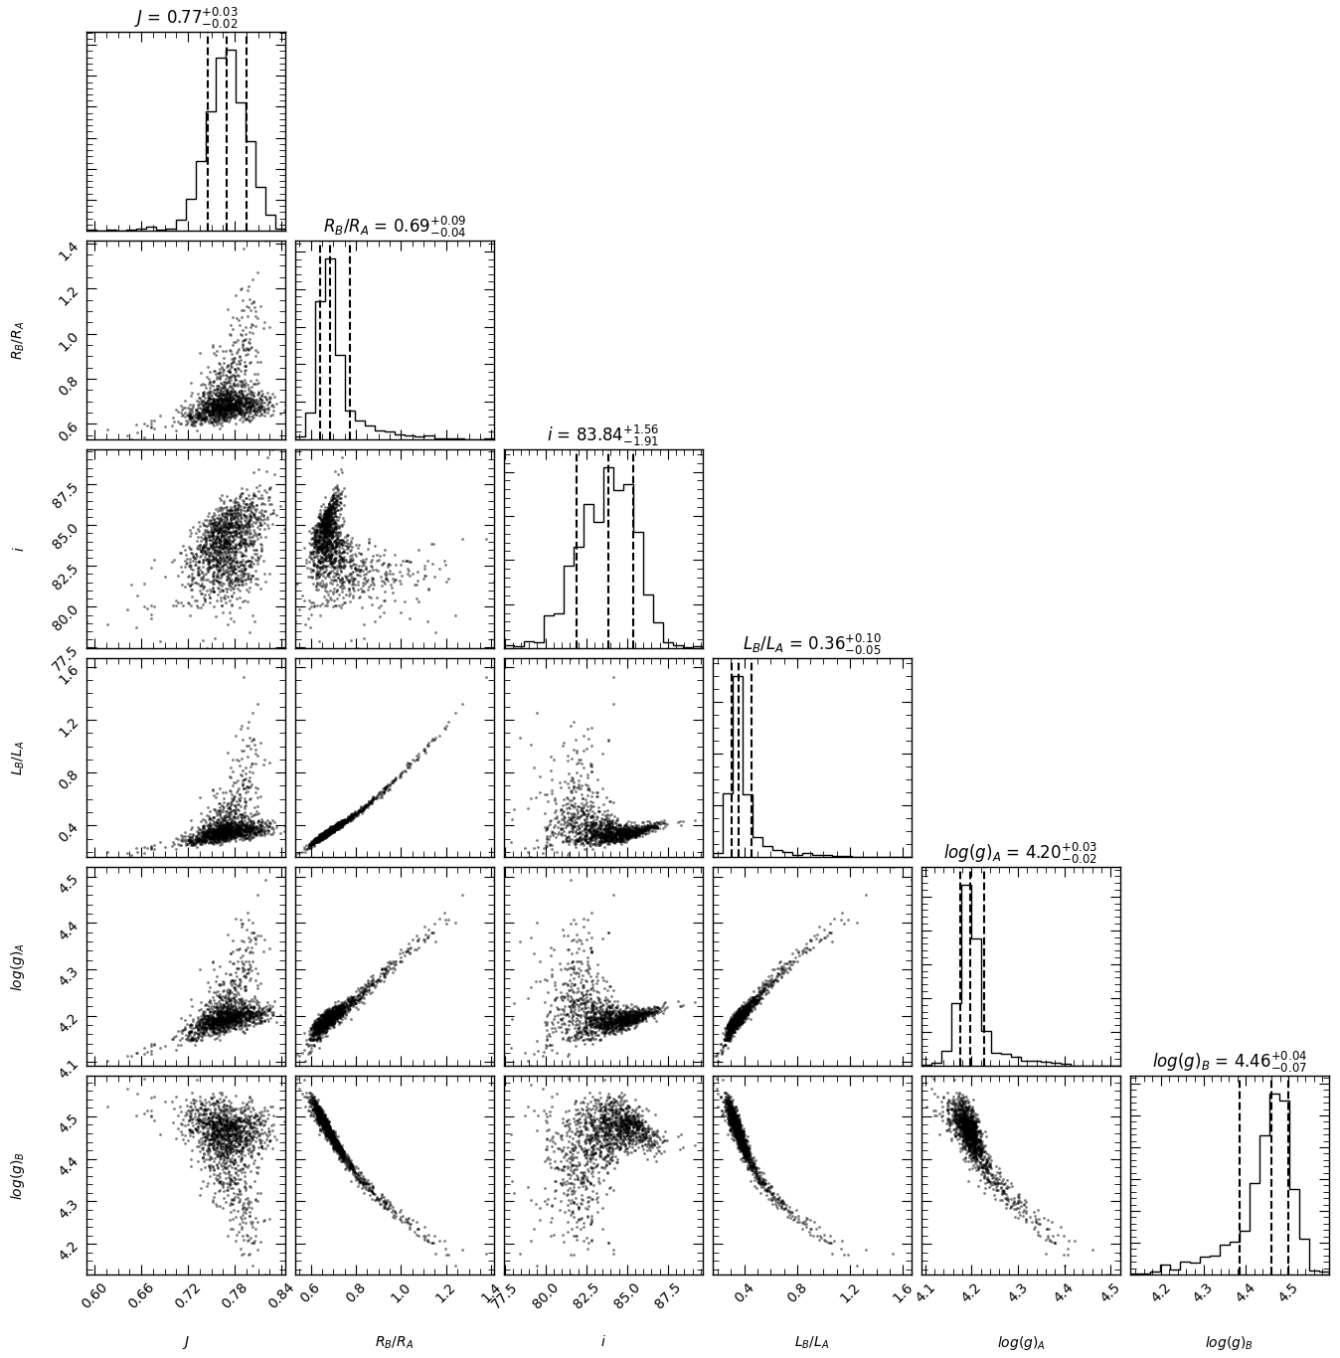 J = 0.77+0.03 −0.02
R_B/R_A = 0.69+0.09 −0.04
1.4
1.2
1.0
0.8
0.6
R_B/R_A
i = 83.84+1.56 −1.91
87.5
85.0
82.5
80.0
77.5
i
L_B/L_A = 0.36+0.10 −0.05
1.6
1.2
0.8
0.4
L_B/L_A
log(g)_A = 4.20+0.03 −0.02
4.5
4.4
4.3
4.2
4.1
log(g)_A
log(g)_B = 4.46+0.04 −0.07
4.5
4.4
4.3
4.2
log(g)_B
0.60 0.66 0.72 0.78 0.84 0.6 0.8 1.0 1.2 1.4 77.5 80.0 82.5 85.0 87.5 0.4 0.8 1.2 1.6 4.1 4.2 4.3 4.4 4.5 4.2 4.3 4.4 4.5
J R_B/R_A i L_B/L_A log(g)_A log(g)_B